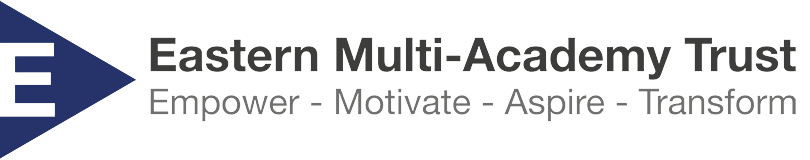 E
Eastern Multi-Academy Trust
Empower - Motivate - Aspire - Transform